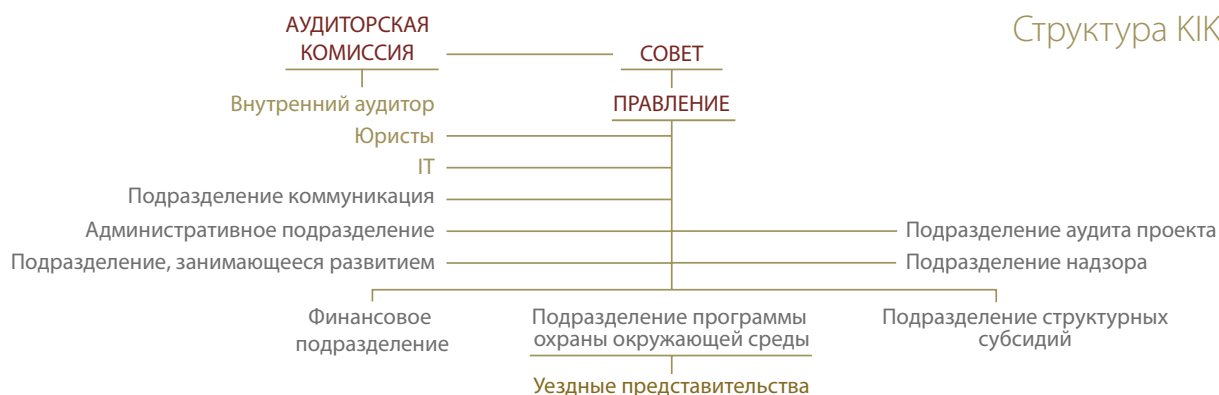 Структура KIK
АУДИТОРСКАЯ
КОМИССИЯ
СОВЕТ
Внутренний аудитор
ПРАВЛЕНИЕ
Юристы
IT
Подразделение коммуникация
Административное подразделение
Подразделение аудита проекта
Подразделение, занимающееся развитием
Подразделение надзора
Финансовое
подразделение
Подразделение программы
охраны окружающей среды
Подразделение структурных
субсидий
Уездные представительства